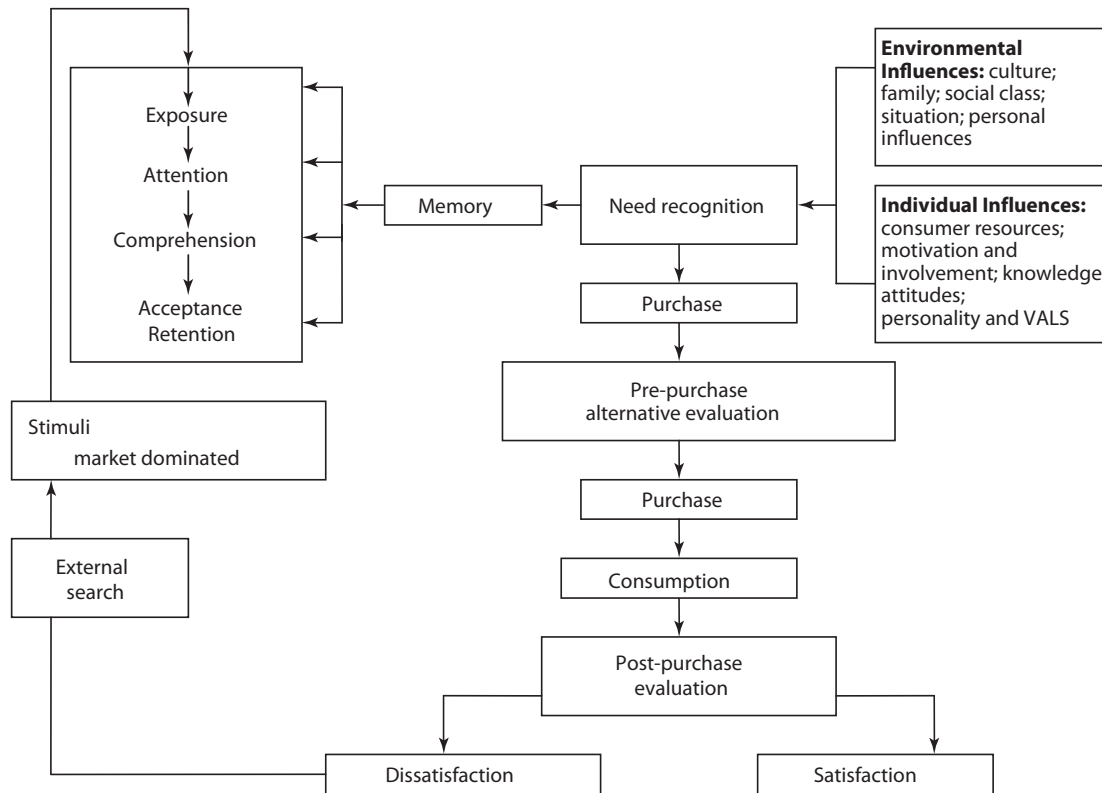 Exposure
Attention
Comprehension
Acceptance
Retention
Memory
Need recognition
Environmental
Influences: culture;
family; social class;
situation; personal
influences
Individual Influences:
consumer resources;
motivation and
involvement; knowledge
attitudes;
personality and VALS
Purchase
Pre-purchase
alternative evaluation
Stimuli
market dominated
Purchase
External
search
Consumption
Post-purchase
evaluation
Dissatisfaction
Satisfaction